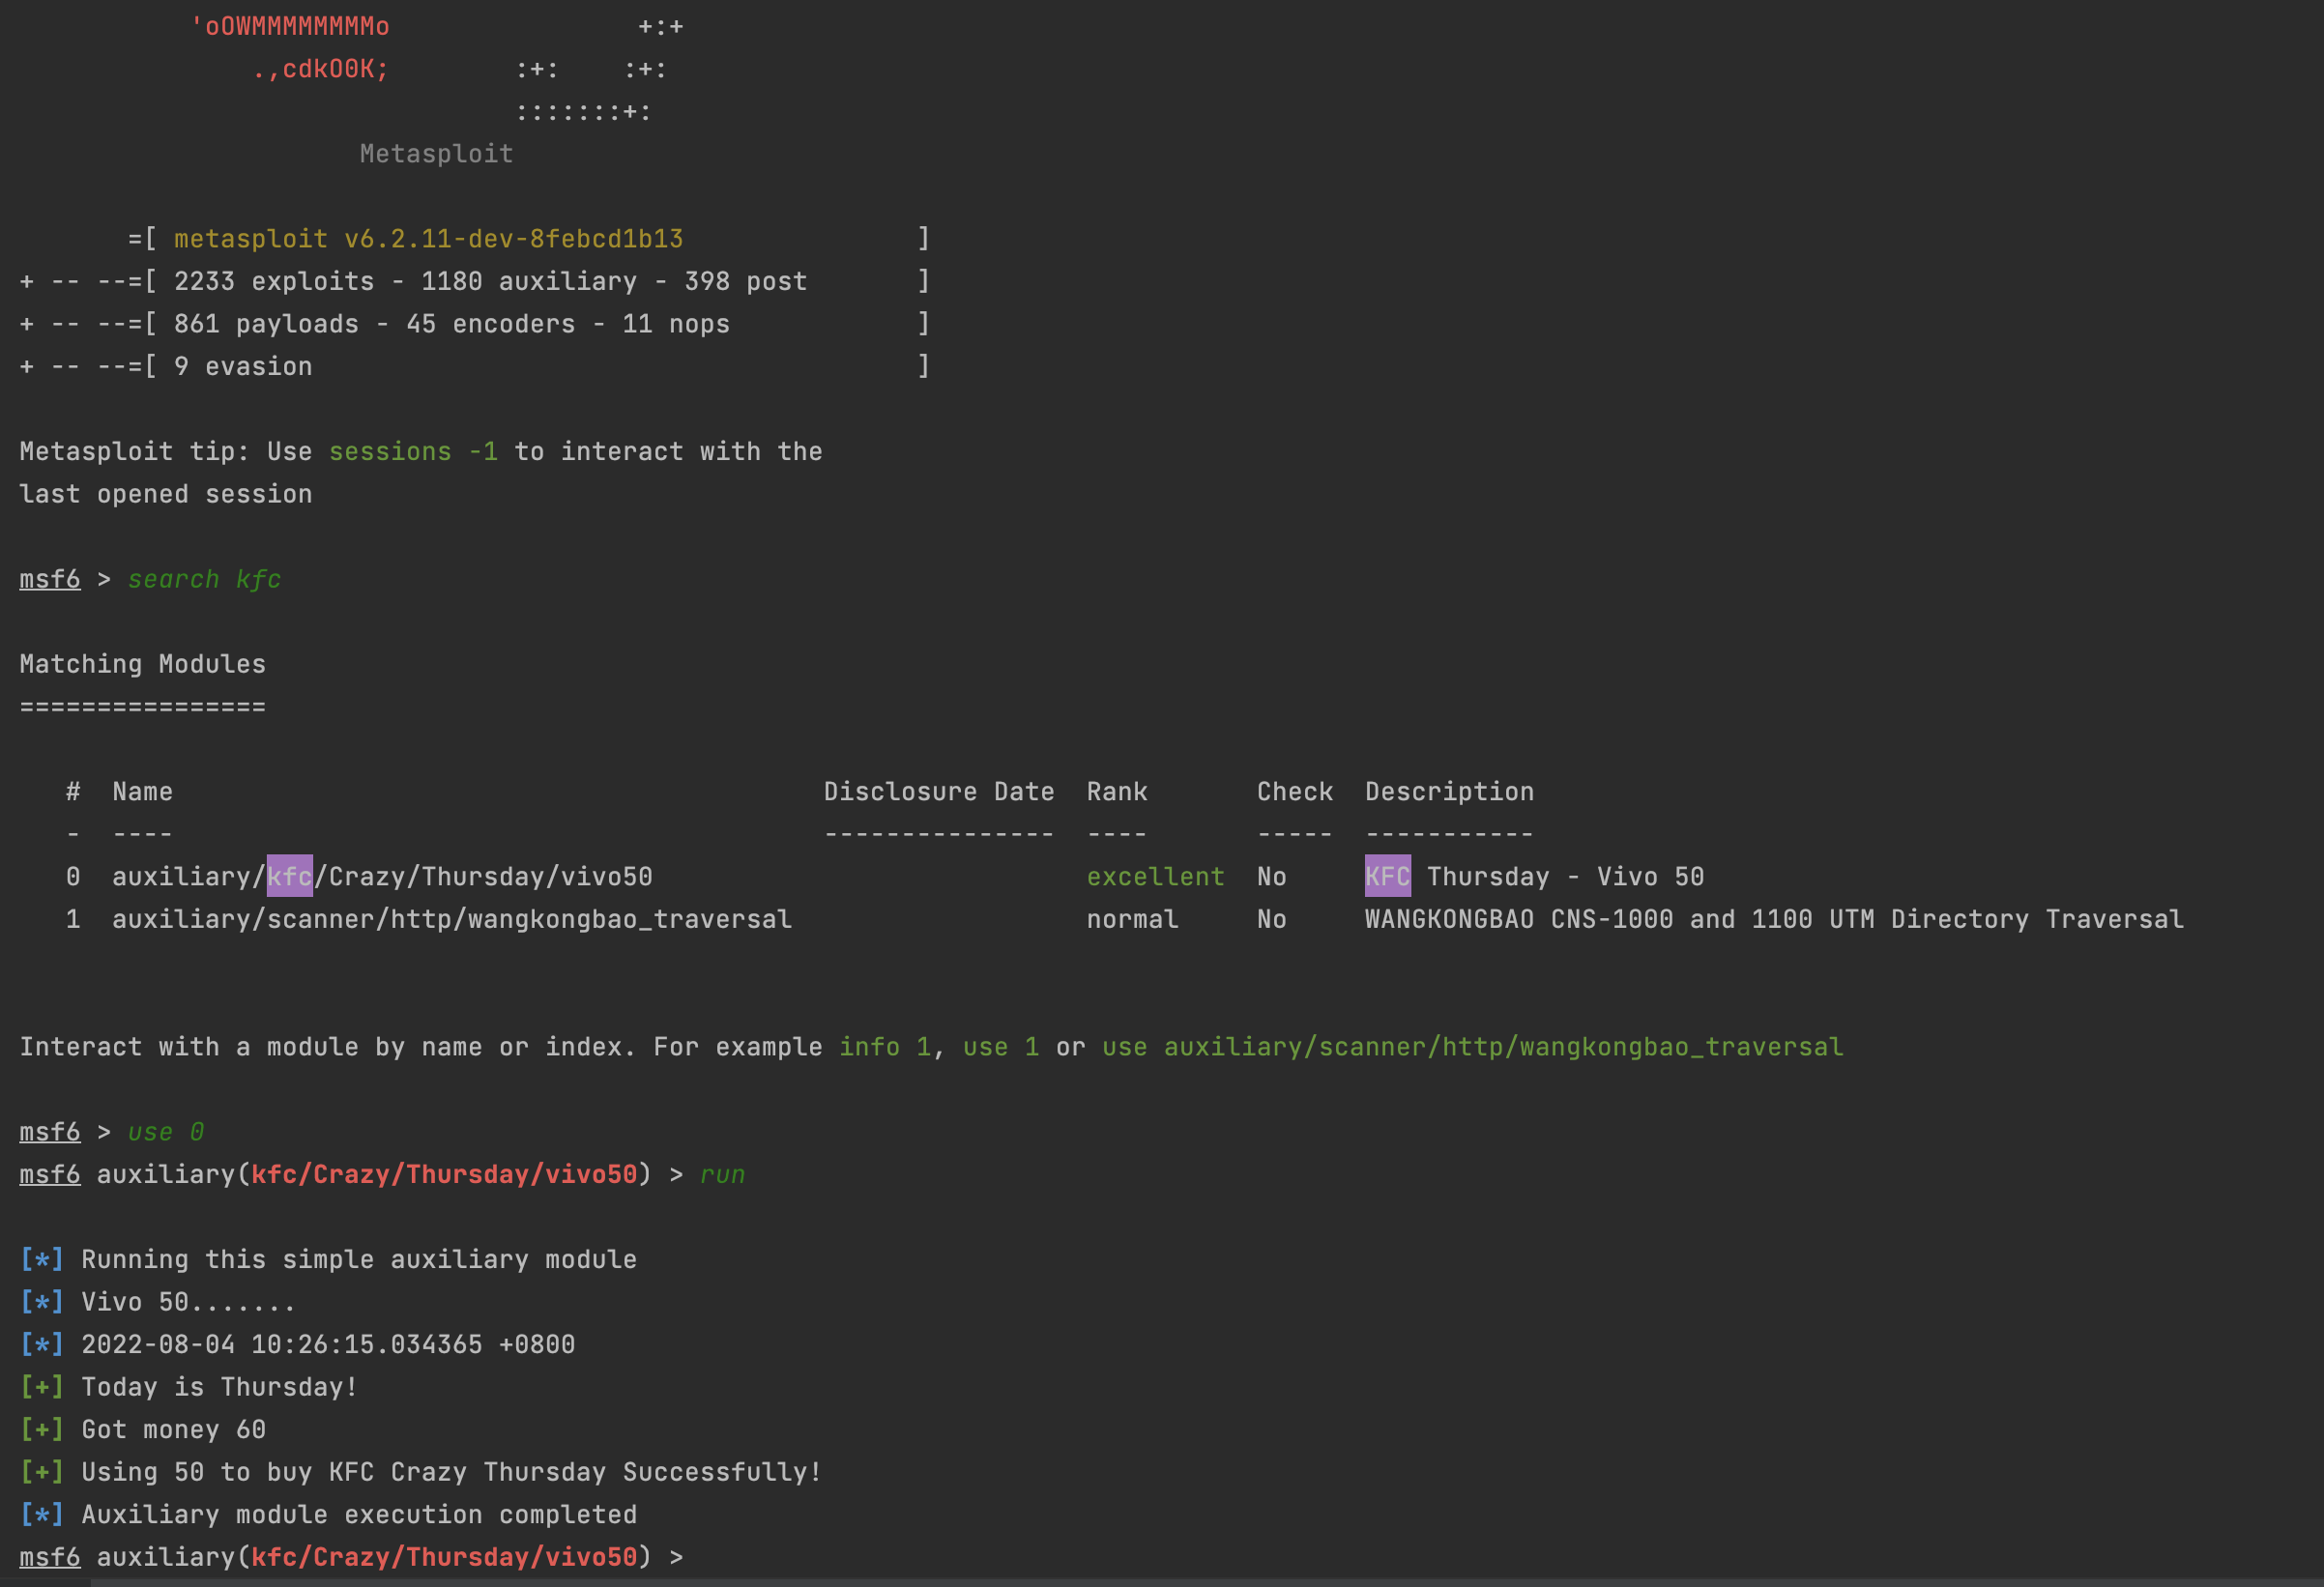 'oOWMMMMMMMMo                +:+
.,cdkO0K;        :+:    :+:
:::::::+:
Metasploit
=[ metasploit v6.2.11-dev-8febcd1b13               ]
+ -- --=[ 2233 exploits - 1180 auxiliary - 398 post       ]
+ -- --=[ 861 payloads - 45 encoders - 11 nops            ]
+ -- --=[ 9 evasion                                       ]
Metasploit tip: Use sessions -1 to interact with the
last opened session
msf6 > search kfc
Matching Modules
================
#  Name                                          Disclosure Date  Rank       Check  Description
-  ----                                          ---------------  ----       -----  -----------
0  auxiliary/kfc/Crazy/Thursday/vivo50                            excellent  No     KFC Thursday - Vivo 50
1  auxiliary/scanner/http/wangkongbao_traversal                   normal     No     WANGKONGBAO CNS-1000 and 1100 UTM Directory Traversal
Interact with a module by name or index. For example info 1, use 1 or use auxiliary/scanner/http/wangkongbao_traversal
msf6 > use 0
msf6 auxiliary(kfc/Crazy/Thursday/vivo50) > run
[*] Running this simple auxiliary module
[*] Vivo 50.......
[*] 2022-08-04 10:26:15.034365 +0800
[+] Today is Thursday!
[+] Got money 60
[+] Using 50 to buy KFC Crazy Thursday Successfully!
[*] Auxiliary module execution completed
msf6 auxiliary(kfc/Crazy/Thursday/vivo50) >